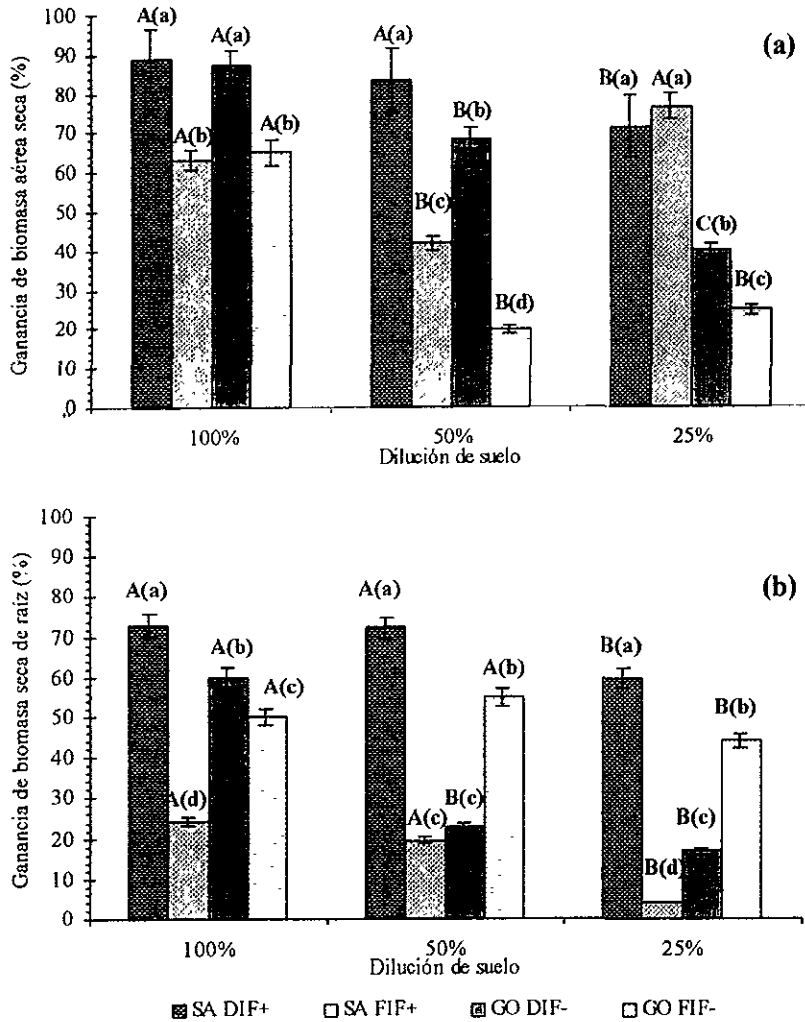 (a)
Ganancia de biomasa aérea seca (%)
100
90
80
70
60
50
40
30
20
10
.0
A(a)
A(b)
A(a)
A(b)
A(a)
B(c)
B(b)
B(d)
B(a)
A(a)
C(b)
B(c)
100%
50%
25%
Dilución de suelo
(b)
Ganancia de biomasa seca de raíz (%)
100
90
80
70
60
50
40
30
20
10
0
A(a)
A(d)
A(b)
A(c)
A(a)
A(c)
B(c)
A(b)
B(a)
B(d)
B(c)
B(b)
100%
50%
25%
Dilución de suelo
SA DIF+ SA FIF+ GO DIF- GO FIF-